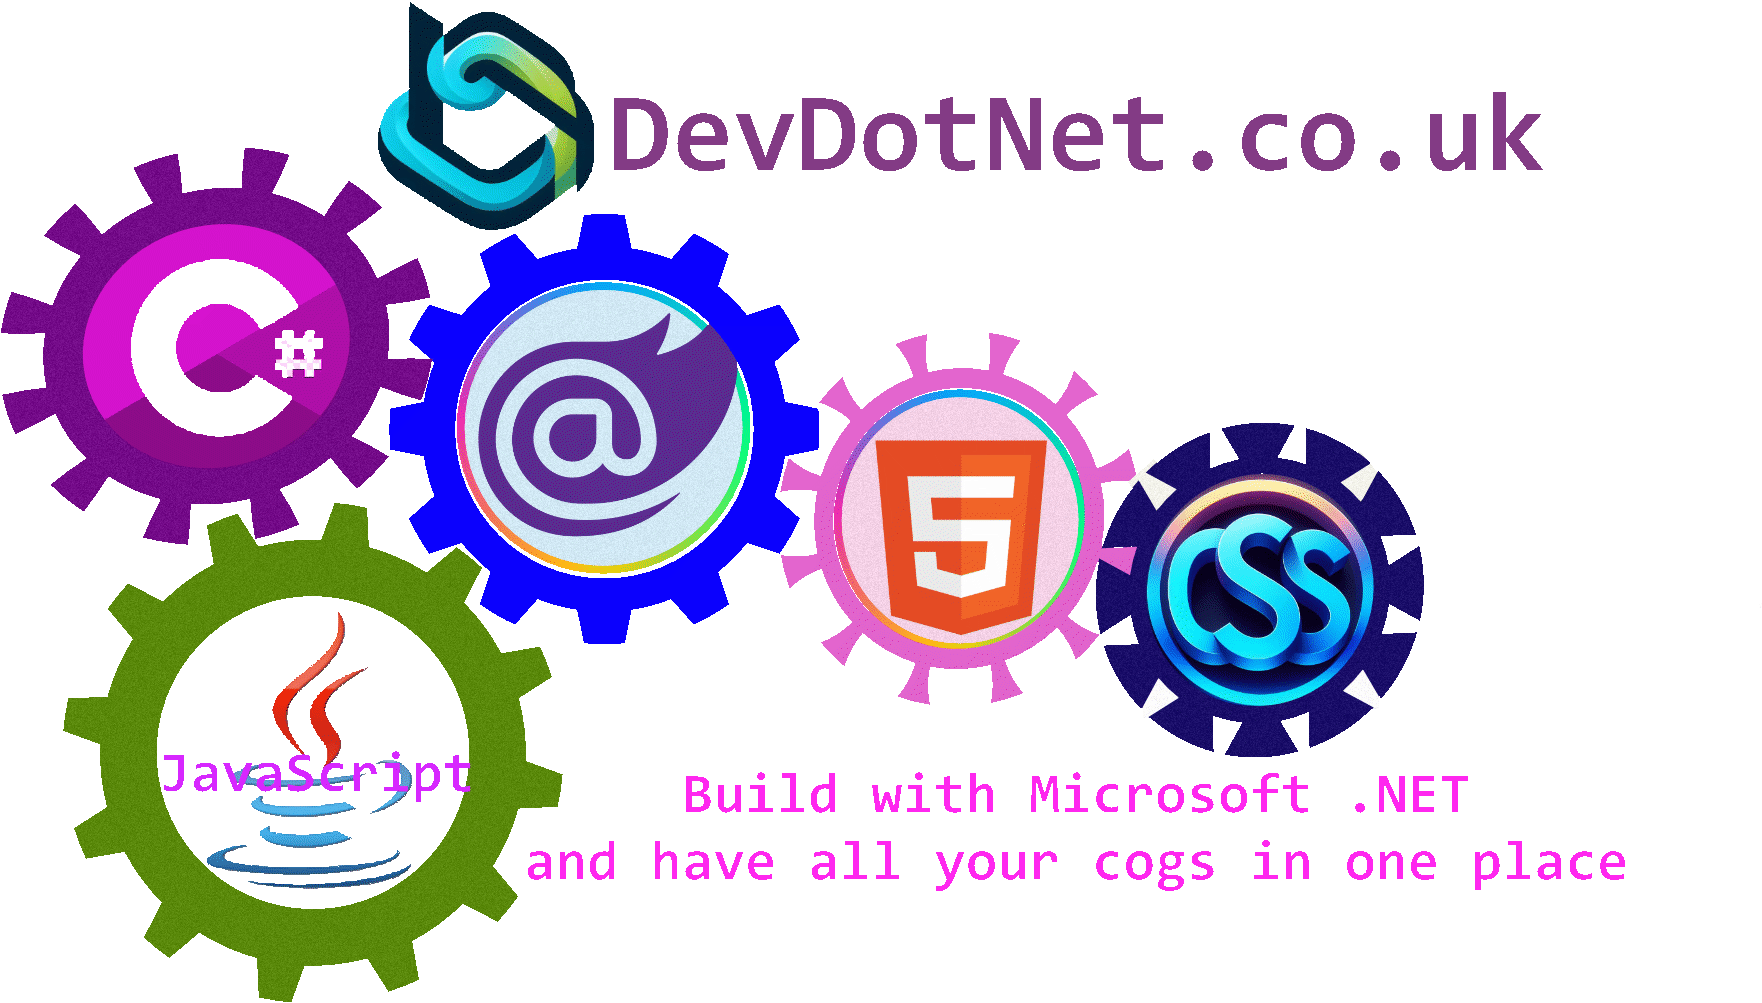 DevDotNet.co.uk
C#
@
5
CSS
JavaScript
Build with Microsoft .NET
and have all your cogs in one place